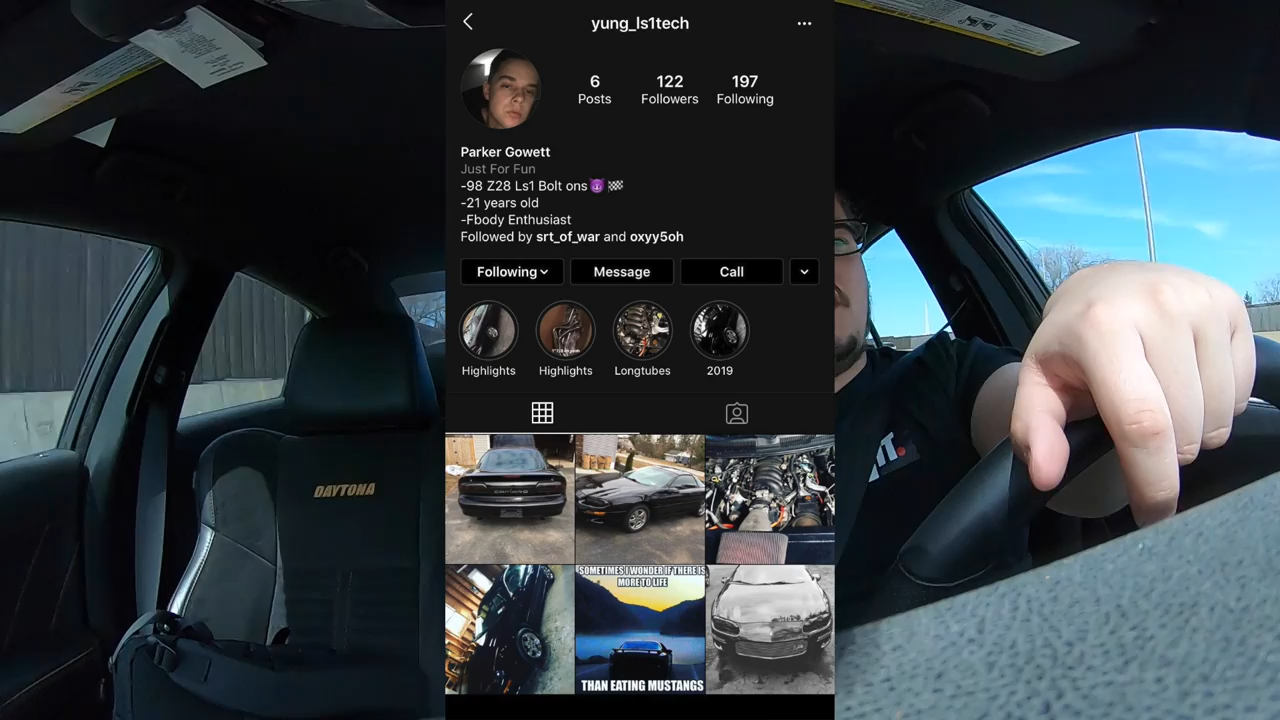 yung_ls1tech
6 122 197
Posts Followers Following
Parker Gowett
Just For Fun
-98 Z28 Ls1 Bolt ons😈🏁
-21 years old
-Fbody Enthusiast
Followed by srt_of_war and oxyy5oh
Following Message Call
Highlights Highlights Longtubes 2019
DAYTONA
SOMETIMES I WONDER IF THERE IS
MORE TO LIFE
THAN EATING MUSTANGS